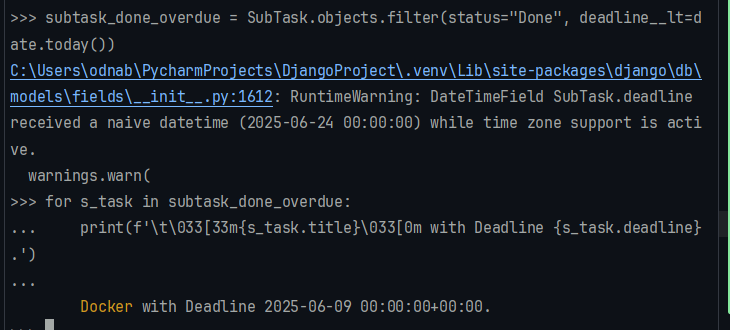 >>> subtask_done_overdue = SubTask.objects.filter(status="Done", deadline__lt=d
ate.today())
C:\Users\odnab\PycharmProjects\DjangoProject\.venv\Lib\site-packages\django\db\
models\fields\__init__.py:1612: RuntimeWarning: DateTimeField SubTask.deadline
received a naive datetime (2025-06-24 00:00:00) while time zone support is acti
ve.
  warnings.warn(
>>> for s_task in subtask_done_overdue:
...     print(f'\t\033[33m{s_task.title}\033[0m with Deadline {s_task.deadline}
.')
...
        Docker with Deadline 2025-06-09 00:00:00+00:00.
>>>